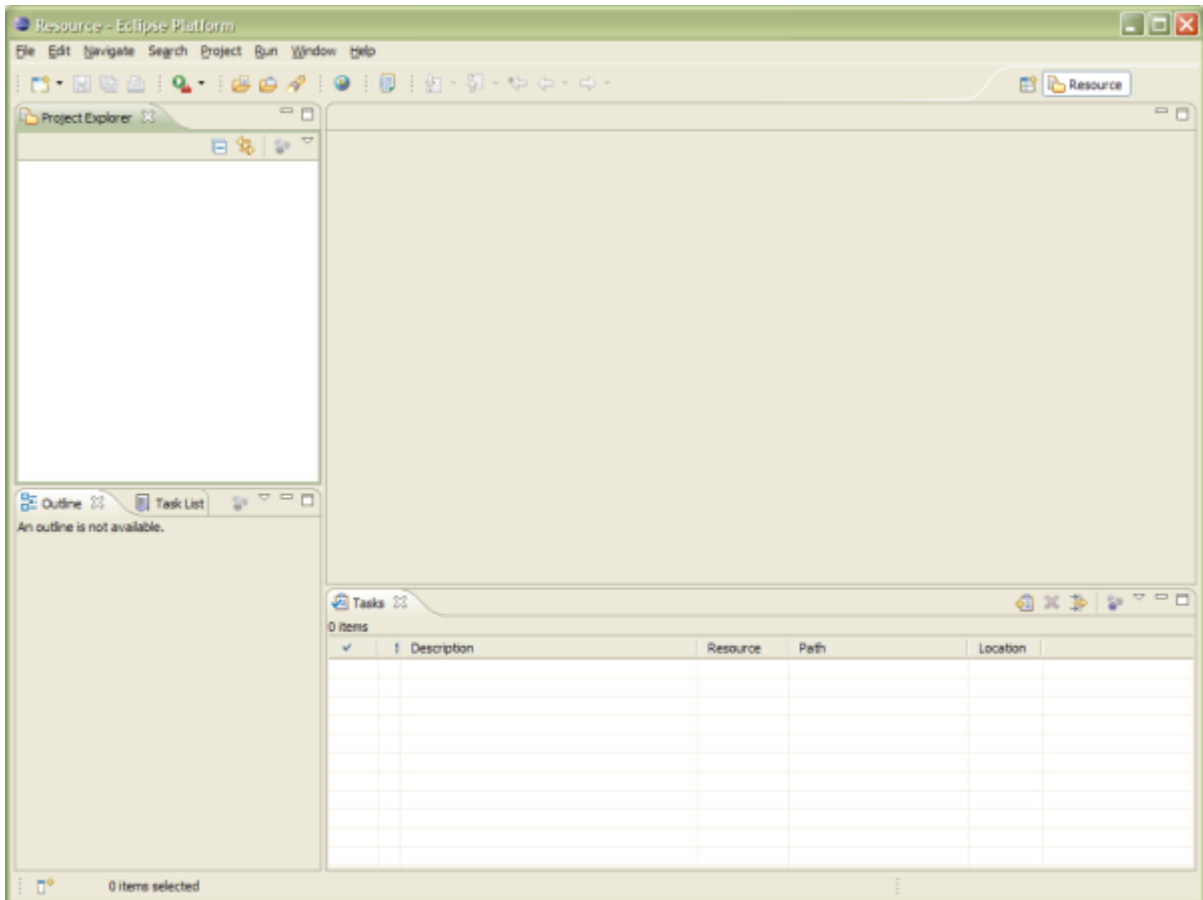 Resource - Eclipse Platform
File Edit Navigate Search Project Run Window Help
Resource
Project Explorer
Outline Task List
An outline is not available.
Tasks
0 items
! Description Resource Path Location
0 items selected